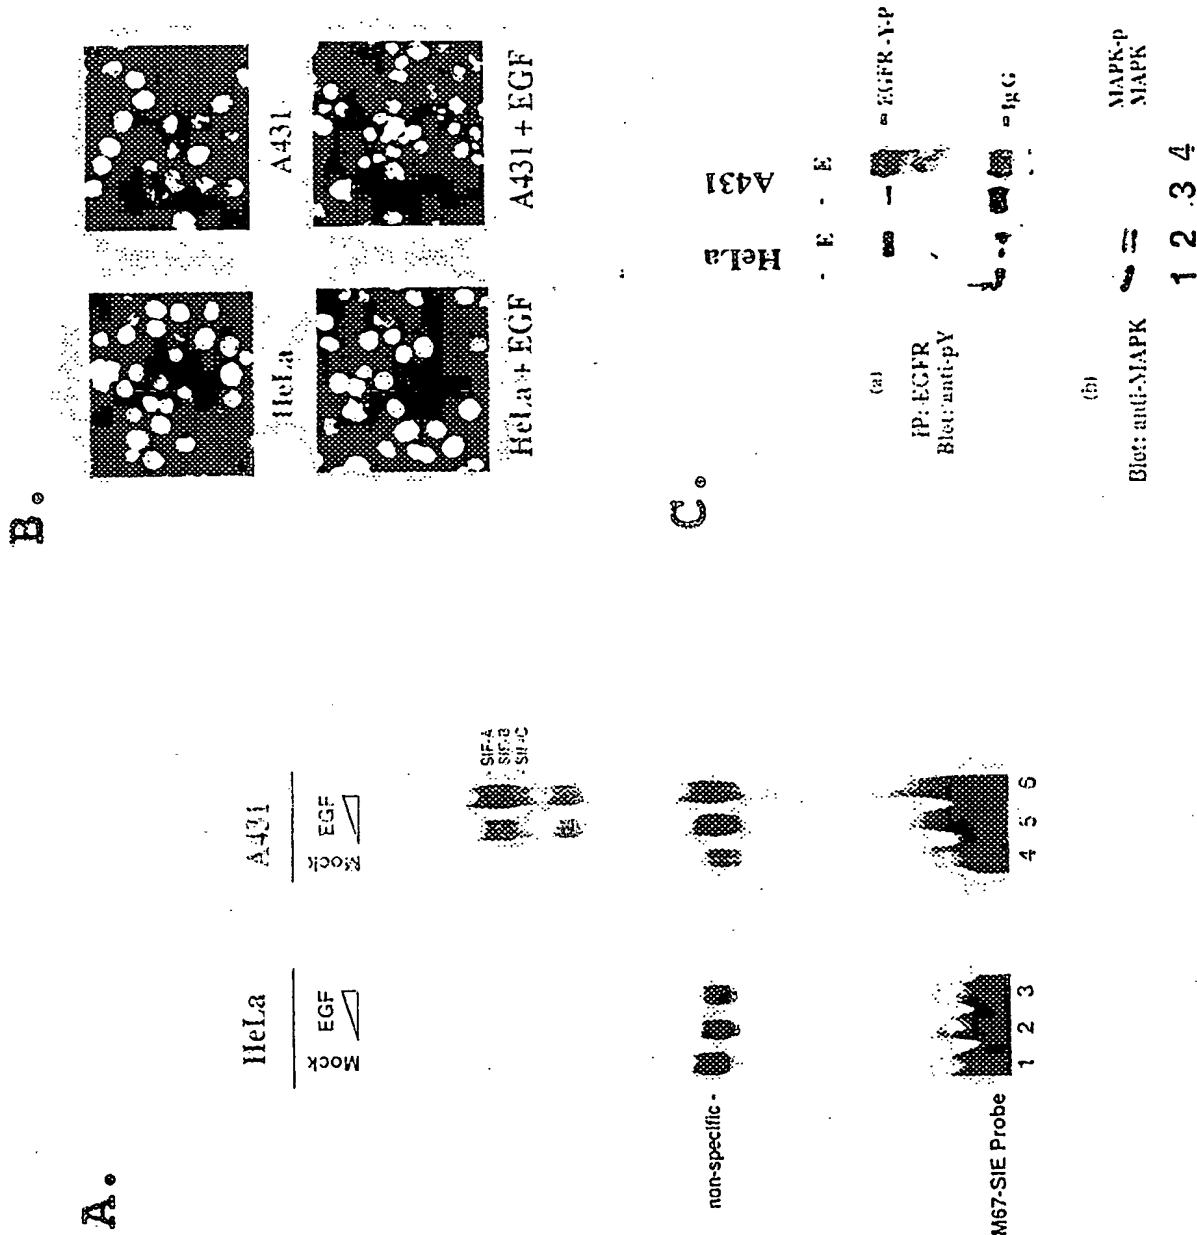 A.
HeLa
A431
Mock
EGF
Mock
EGF
- SIF-A
SIF-B
- SIF-C
non-specific -
M67-SIE Probe
1 2 3 4 5 6
B.
HeLa
A431
HeLa + EGF
A431 + EGF
C.
HeLa
A431
- E - E
(a)
EGFR-Y-P
IP: EGFR
Blot: anti-pY
IgG
(b)
MAPK-p
MAPK
Blot: anti-MAPK
1 2 3 4